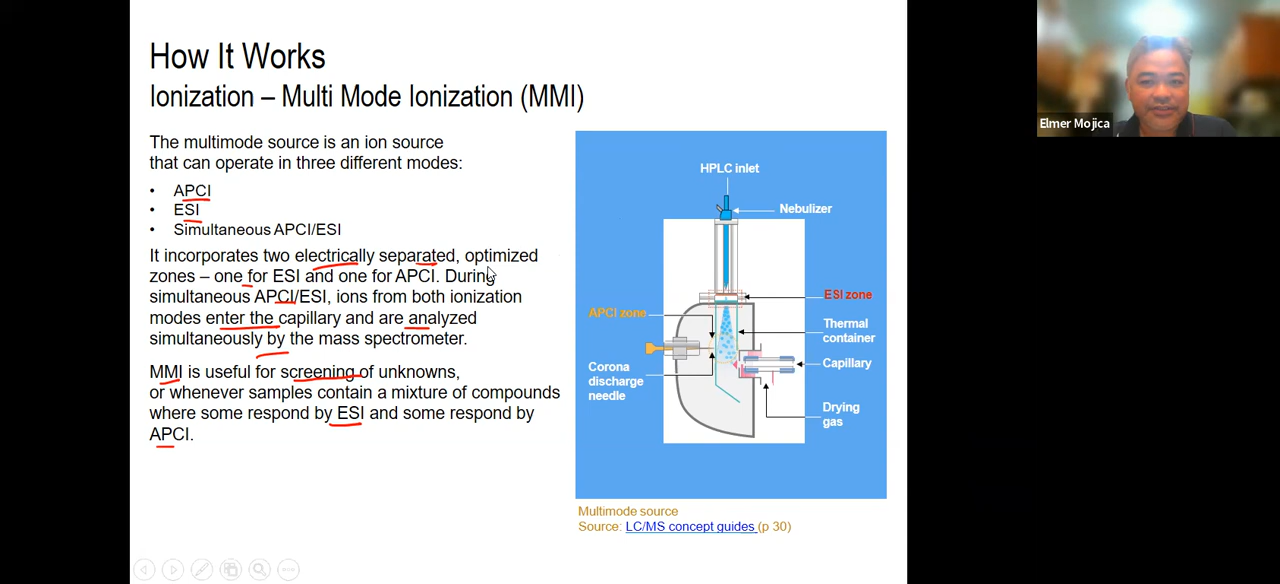 How It Works
Ionization – Multi Mode Ionization (MMI)
The multimode source is an ion source
that can operate in three different modes:
• APCI
• ESI
• Simultaneous APCI/ESI
It incorporates two electrically separated, optimized
zones – one for ESI and one for APCI. During
simultaneous APCI/ESI, ions from both ionization
modes enter the capillary and are analyzed
simultaneously by the mass spectrometer.
MMI is useful for screening of unknowns,
or whenever samples contain a mixture of compounds
where some respond by ESI and some respond by
APCI.
HPLC inlet
Nebulizer
ESI zone
APCI zone
Thermal
container
Capillary
Corona
discharge
needle
Drying
gas
Multimode source
Source: LC/MS concept guides (p 30)
Elmer Mojica